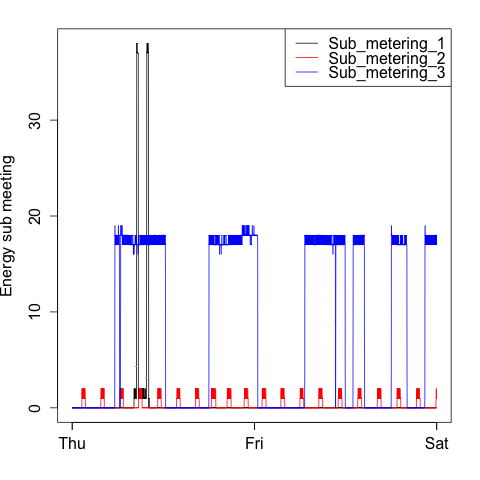 Sub_metering_1
Sub_metering_2
Sub_metering_3
Energy sub meeting
30
20
10
0
Thu Fri Sat